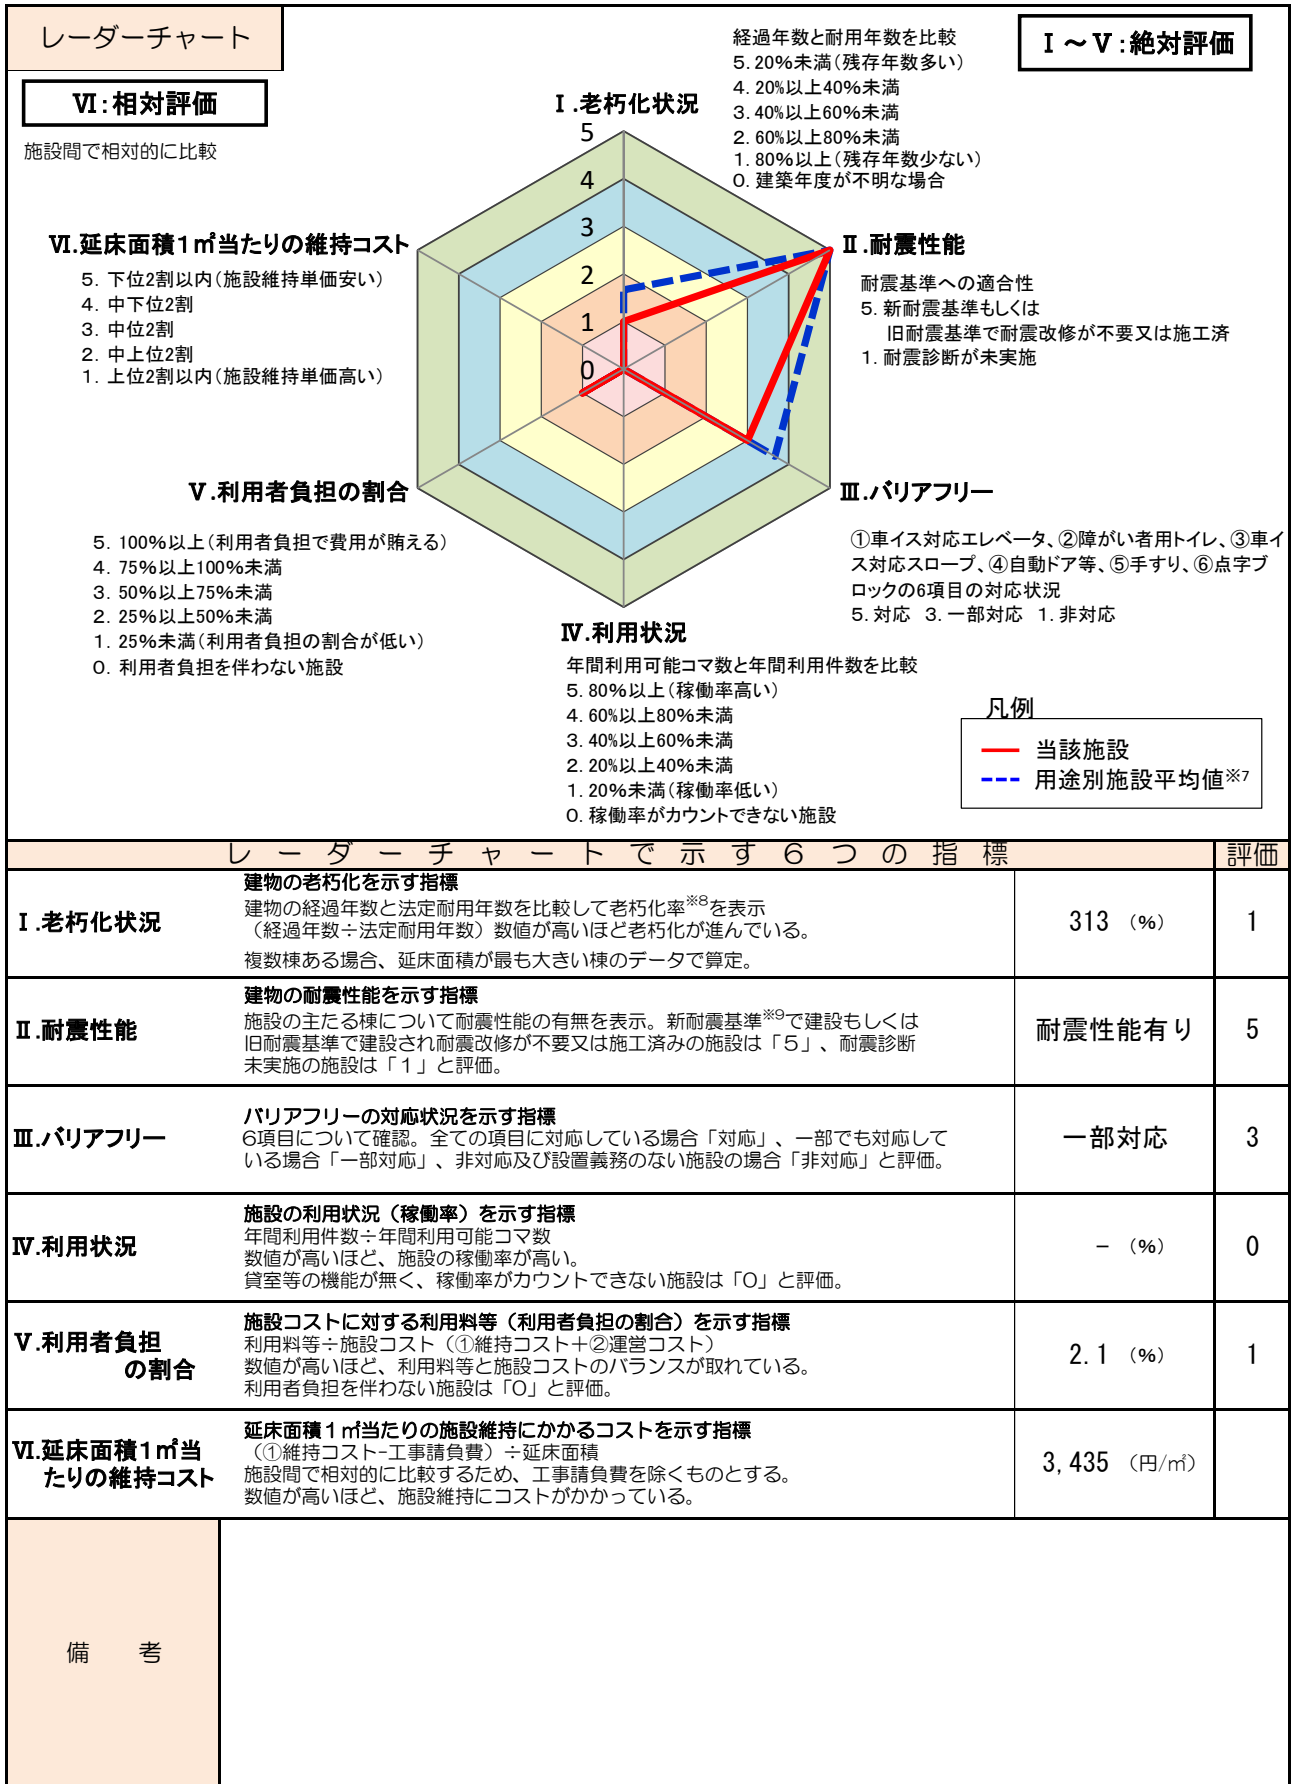 レーダーチャート
Ⅰ～Ⅴ:絶対評価
Ⅵ:相対評価
施設間で相対的に比較
Ⅰ.老朽化状況
経過年数と耐用年数を比較
5.20%未満(残存年数多い)
4.20%以上40%未満
3.40%以上60%未満
2.60%以上80%未満
1.80%以上(残存年数少ない)
0.建築年度が不明な場合
5
4
3
2
1
0
Ⅱ.耐震性能
耐震基準への適合性
5.新耐震基準もしくは
旧耐震基準で耐震改修が不要又は施工済
1.耐震診断が未実施
Ⅵ.延床面積1㎡当たりの維持コスト
5.下位2割以内(施設維持単価安い)
4.中下位2割
3.中位2割
2.中上位2割
1.上位2割以内(施設維持単価高い)
Ⅲ.バリアフリー
①車イス対応エレベータ、②障がい者用トイレ、③車イ
ス対応スロープ、④自動ドア等、⑤手すり、⑥点字ブ
ロックの6項目の対応状況
5.対応 3.一部対応 1.非対応
Ⅴ.利用者負担の割合
5.100%以上(利用者負担で費用が賄える)
4.75%以上100%未満
3.50%以上75%未満
2.25%以上50%未満
1.25%未満(利用者負担の割合が低い)
0.利用者負担を伴わない施設
Ⅳ.利用状況
年間利用可能コマ数と年間利用件数を比較
5.80%以上(稼働率高い)
4.60%以上80%未満
3.40%以上60%未満
2.20%以上40%未満
1.20%未満(稼働率低い)
0.稼働率がカウントできない施設
凡例
当該施設
用途別施設平均値※7
レーダーチャートで示す6つの指標 評価
Ⅰ.老朽化状況
建物の老朽化を示す指標
建物の経過年数と法定耐用年数を比較して老朽化率※8を表示
(経過年数÷法定耐用年数)数値が高いほど老朽化が進んでいる。
複数棟ある場合、延床面積が最も大きい棟のデータで算定。
313 (%) 1
Ⅱ.耐震性能
建物の耐震性能を示す指標
施設の主たる棟について耐震性能の有無を表示。新耐震基準※9で建設もしくは
旧耐震基準で建設され耐震改修が不要又は施工済みの施設は「5」、耐震診断
未実施の施設は「1」と評価。
耐震性能有り 5
Ⅲ.バリアフリー
バリアフリーの対応状況を示す指標
6項目について確認。全ての項目に対応している場合「対応」、一部でも対応して
いる場合「一部対応」、非対応及び設置義務のない施設の場合「非対応」と評価。
一部対応 3
Ⅳ.利用状況
施設の利用状況(稼働率)を示す指標
年間利用件数÷年間利用可能コマ数
数値が高いほど、施設の稼働率が高い。
貸室等の機能が無く、稼働率がカウントできない施設は「0」と評価。
－ (%) 0
Ⅴ.利用者負担
の割合
施設コストに対する利用料等(利用者負担の割合)を示す指標
利用料等÷施設コスト(①維持コスト+②運営コスト)
数値が高いほど、利用料等と施設コストのバランスが取れている。
利用者負担を伴わない施設は「0」と評価。
2.1 (%) 1
Ⅵ.延床面積1㎡当
たりの維持コスト
延床面積1㎡当たりの施設維持にかかるコストを示す指標
(①維持コスト-工事請負費)÷延床面積
施設間で相対的に比較するため、工事請負費を除くものとする。
数値が高いほど、施設維持にコストがかかっている。
3,435 (円/㎡)
備 考